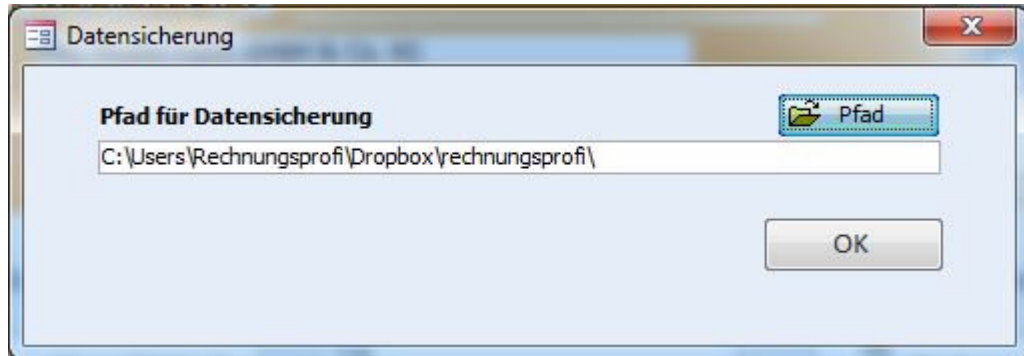 Datensicherung
Pfad für Datensicherung
Pfad
C:\Users\Rechnungsprofi\Dropbox\rechnungsprofi\
OK